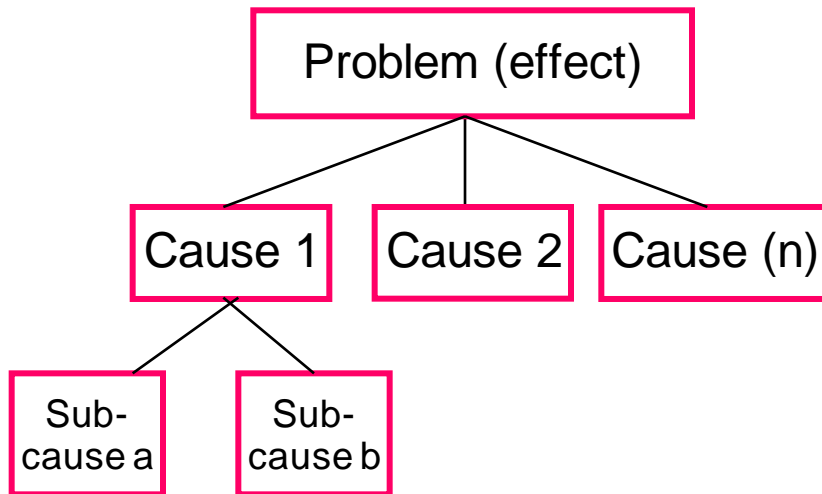 Problem (effect)
Cause 1
Cause 2
Cause (n)
Sub-
cause a
Sub-
cause b